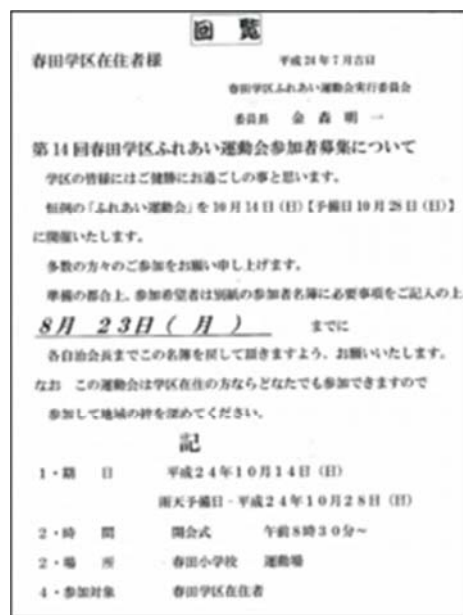 回 覧
春田学区在住者様
平成24年7月吉日
春田学区ふれあい運動会実行委員会
委員長 金森明一
第14回春田学区ふれあい運動会参加者募集について
学区の皆様にはご健勝にお過ごしの事と思います。
恒例の「ふれあい運動会」を10月14日(日)【予備日10月28日(日)】
に開催いたします。
多数の方々のご参加をお願い申し上げます。
準備の都合上、参加希望者は別紙の参加者名簿に必要事項をご記入の上
8月 23日(月) までに
各自治会長までこの名簿を戻して頂きますよう、お願いいたします。
なお この運動会は学区在住の方ならどなたでも参加できますので
参加して地域の絆を深めてください。
記
1・期 日 平成24年10月14日(日)
雨天予備日・平成24年10月28日(日)
2・時 間 開会式 午前8時30分~
2・場 所 春田小学校 運動場
4・参加対象 春田学区在住者